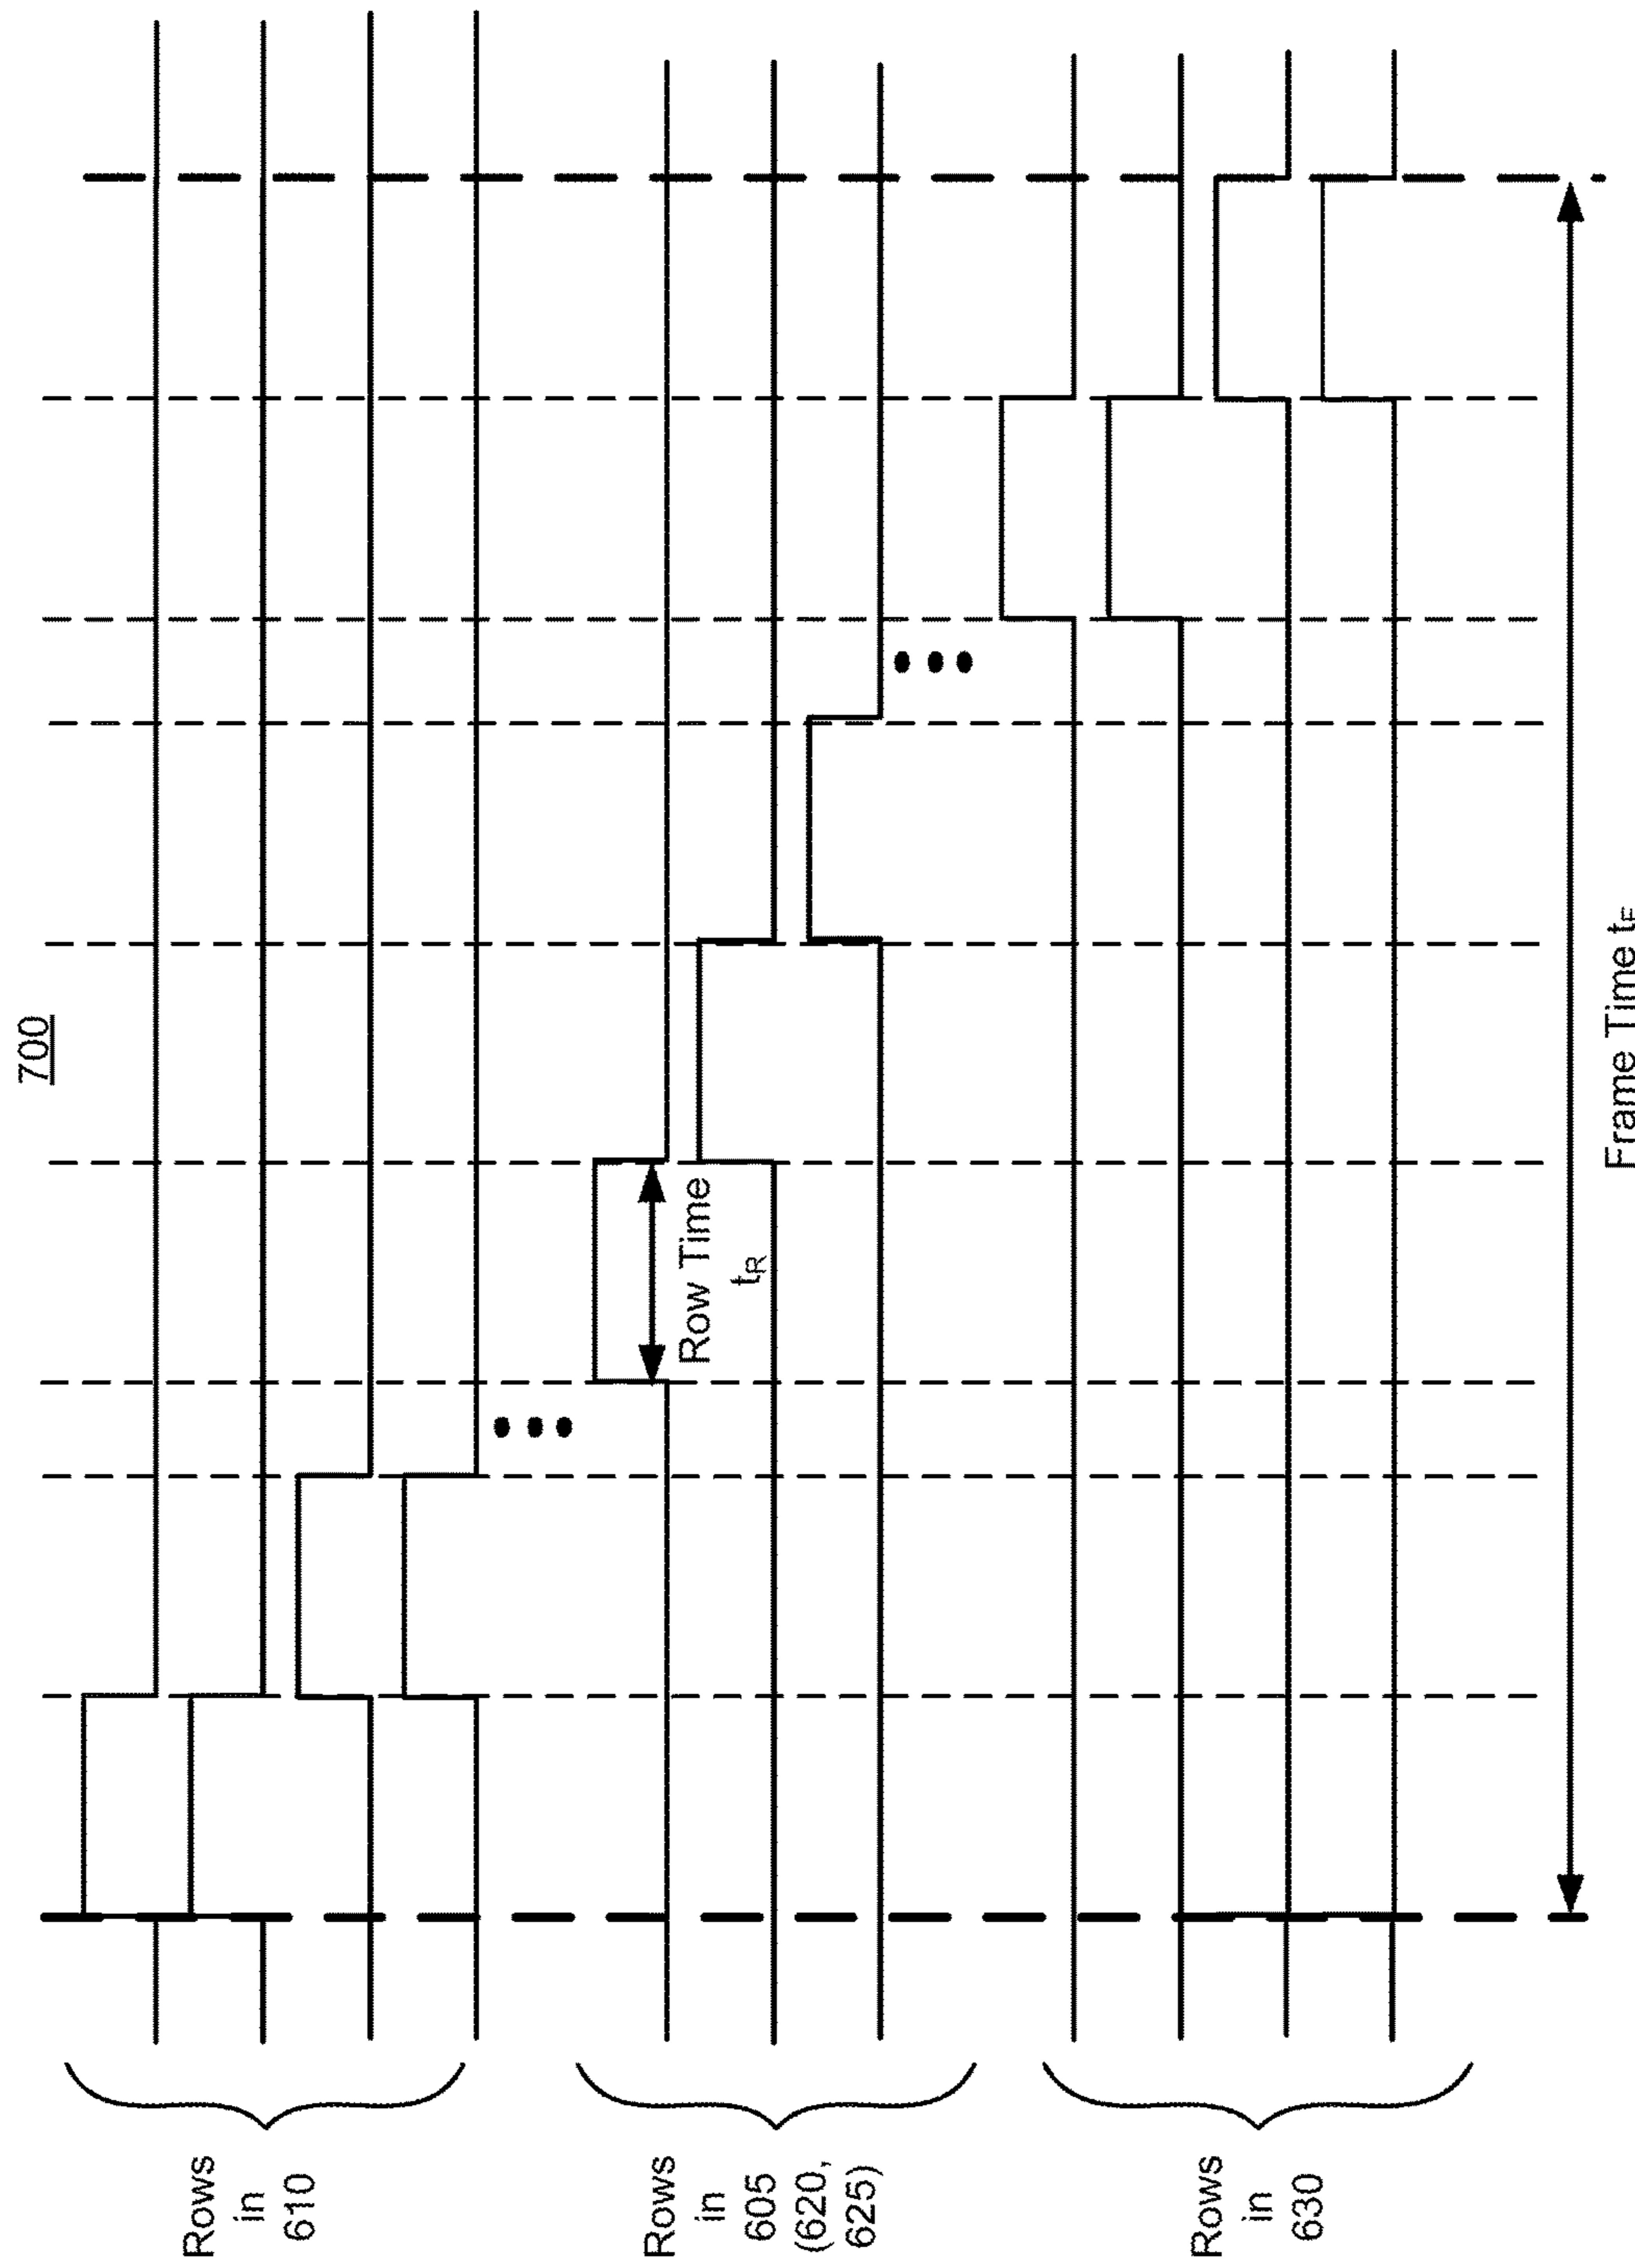 700
Rows
in
610
Rows
in
605
(620,
625)
Rows
in
630
Row Time
tR
Frame Time tF